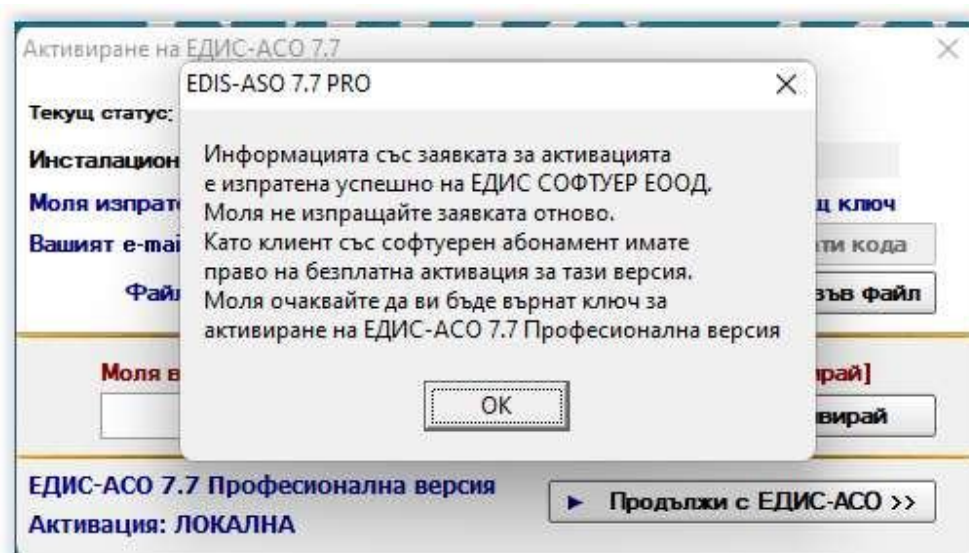 Активиране на ЕДИС-АСО 7.7
EDIS-ASO 7.7 PRO
Текущ статус:
Инсталацион
Моля изпрат
щ ключ
Вашият e-mai
ти кода
Файл
във файл
Информацията със заявката за активацията
е изпратена успешно на ЕДИС СОФТУЕР ЕООД.
Моля не изпращайте заявката отново.
Като клиент със софтуерен абонамент имате
право на безплатна активация за тази версия.
Моля очаквайте да ви бъде върнат ключ за
активиране на ЕДИС-АСО 7.7 Професионална версия
OK
Моля в
ирай]
вирай
ЕДИС-АСО 7.7 Професионална версия
Активация: ЛОКАЛНА
Продължи с ЕДИС-АСО >>